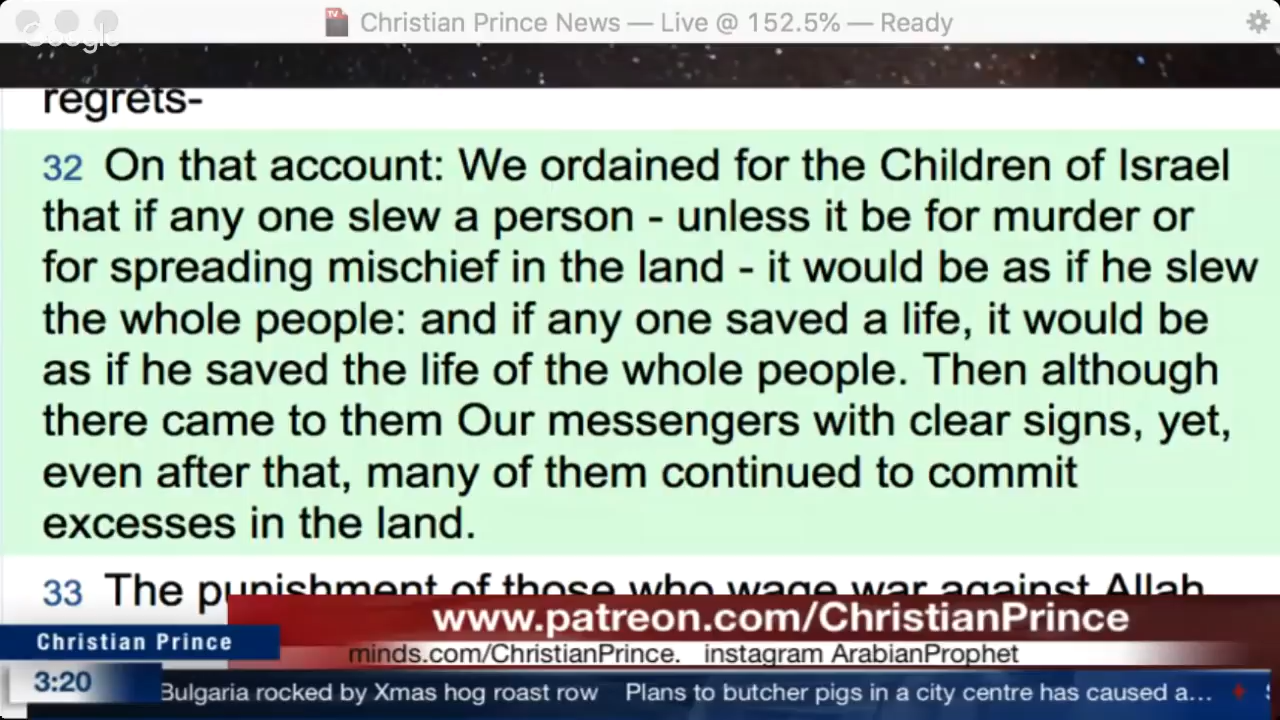 Christian Prince News — Live @ 152.5% — Ready
Google
regrets-
32 On that account: We ordained for the Children of Israel
that if any one slew a person - unless it be for murder or
for spreading mischief in the land - it would be as if he slew
the whole people: and if any one saved a life, it would be
as if he saved the life of the whole people. Then although
there came to them Our messengers with clear signs, yet,
even after that, many of them continued to commit
excesses in the land.
33 The punishment of those who wage war against Allah
www.patreon.com/ChristianPrince
Christian Prince
minds.com/ChristianPrince. instagram ArabianProphet
3:20
Bulgaria rocked by Xmas hog roast row Plans to butcher pigs in a city centre has caused a...